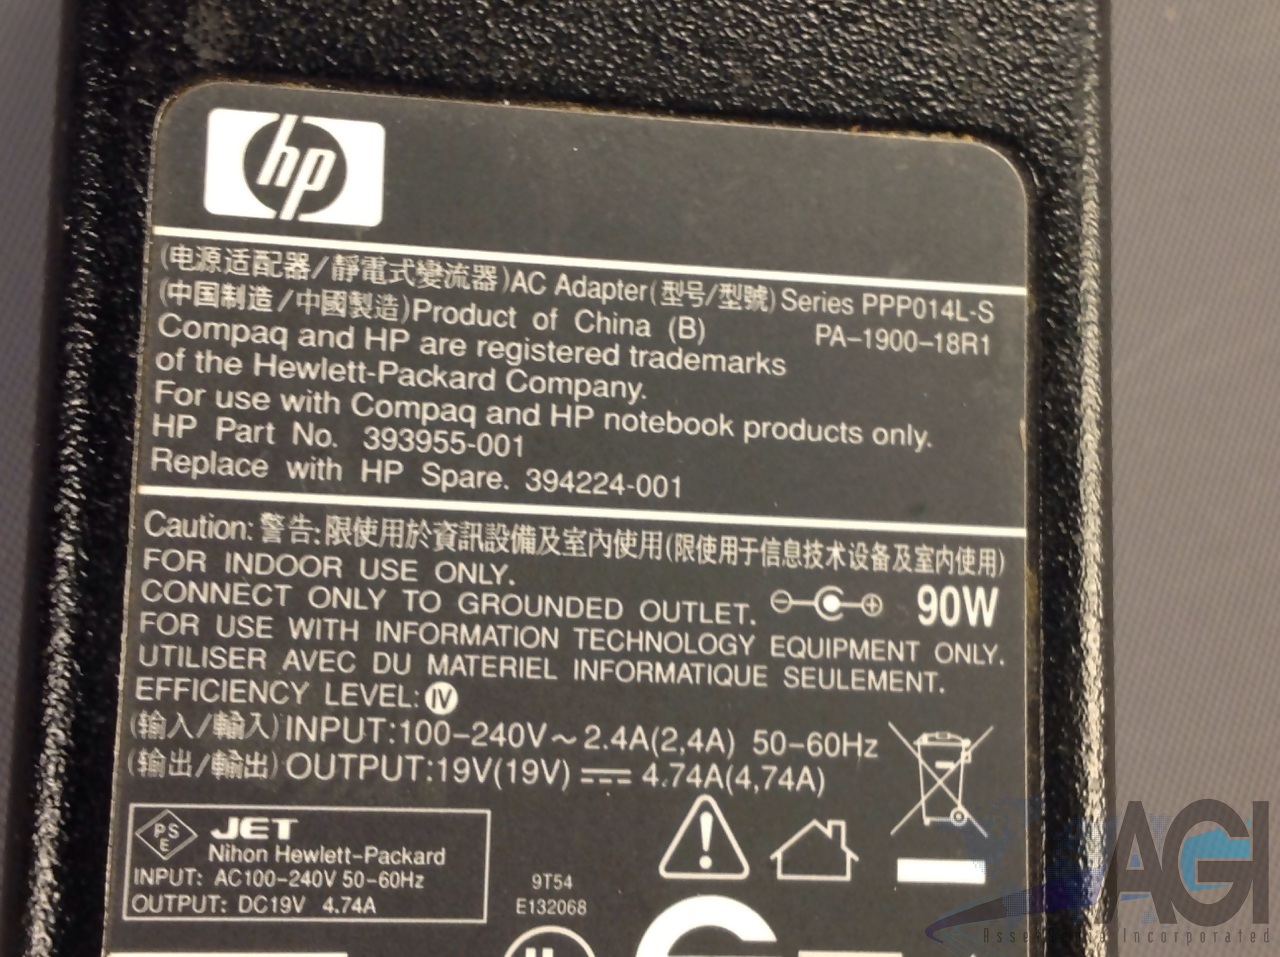 hp
(电源适配器/靜電式變流器)AC Adapter(型号/型號)Series PPP014L-S
(中国制造/中國製造)Product of China (B) PA-1900-18R1
Compaq and HP are registered trademarks
of the Hewlett-Packard Company.
For use with Compaq and HP notebook products only.
HP Part No. 393955-001
Replace with HP Spare. 394224-001
Caution: 警告:限使用於資訊設備及室內使用(限使用于信息技术设备及室内使用)
FOR INDOOR USE ONLY.
CONNECT ONLY TO GROUNDED OUTLET. 90W
FOR USE WITH INFORMATION TECHNOLOGY EQUIPMENT ONLY.
UTILISER AVEC DU MATERIEL INFORMATIQUE SEULEMENT.
EFFICIENCY LEVEL: IV
(输入/輸入)INPUT:100-240V~2.4A(2,4A) 50-60Hz
(输出/輸出)OUTPUT:19V(19V) ⎓ 4.74A(4,74A)
PS E JET
Nihon Hewlett-Packard
INPUT: AC100-240V 50-60Hz
OUTPUT: DC19V 4.74A
9T54
E132068
AGI
Incorporated